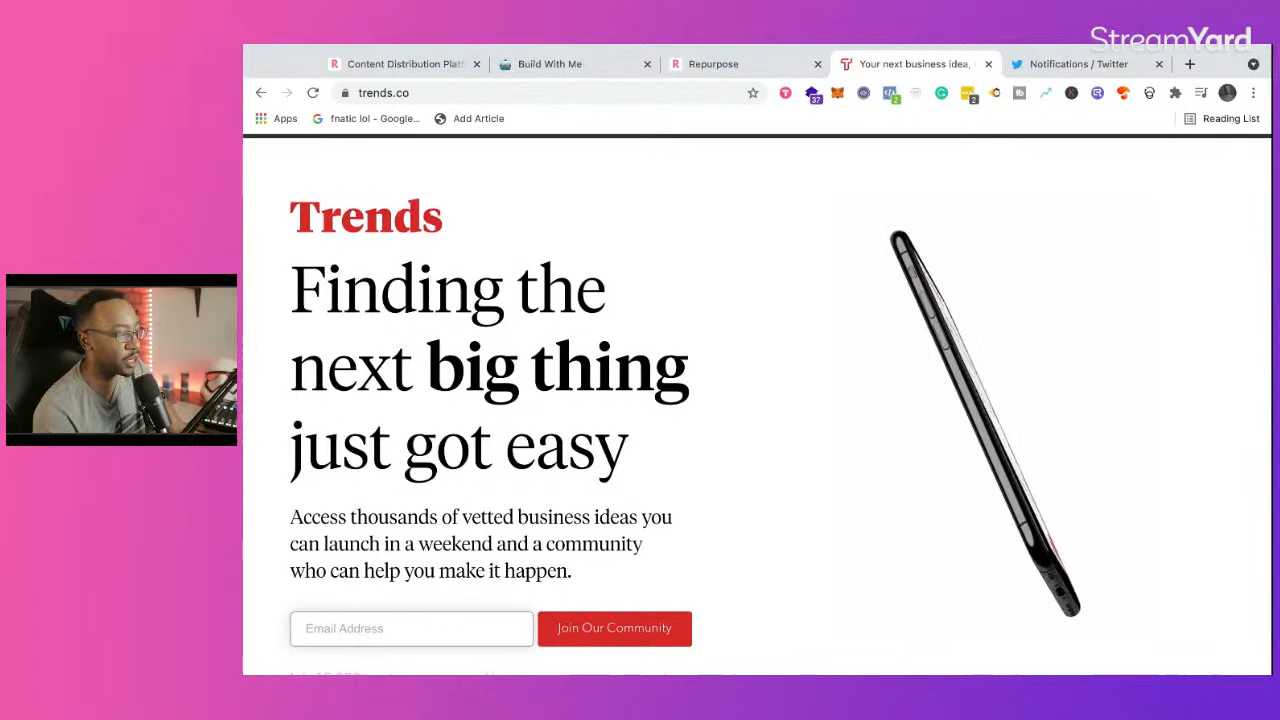 StreamYard
Content Distribution Platf
Build With Me
Repurpose
Your next business idea,
Notifications / Twitter
trends.co
37
2
2
Apps
fnatic lol - Google...
Add Article
Reading List
Trends
Finding the
next big thing
just got easy
Access thousands of vetted business ideas you
can launch in a weekend and a community
who can help you make it happen.
Email Address
Join Our Community